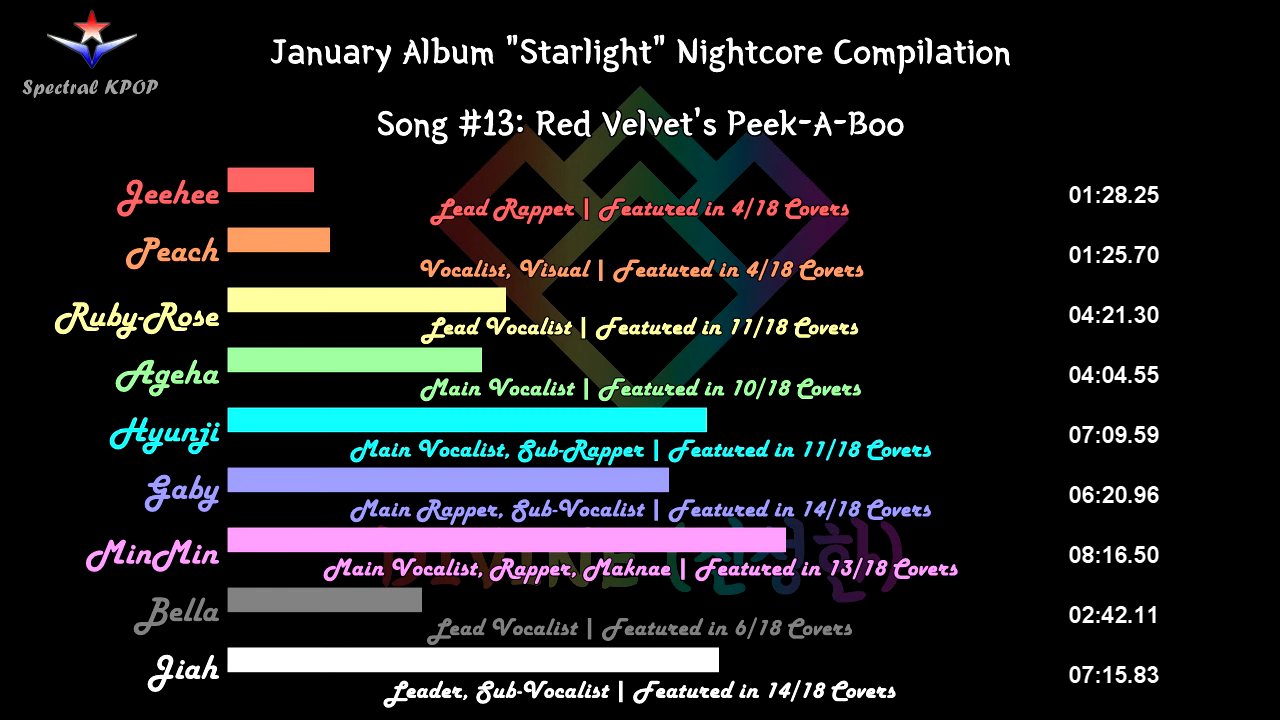 January Album "Starlight" Nightcore Compilation
Spectral KPOP
Song #13: Red Velvet's Peek-A-Boo
Jeehee
01:28.25
Lead Rapper | Featured in 4/18 Covers
Peach
01:25.70
Vocalist, Visual | Featured in 4/18 Covers
Ruby-Rose
04:21.30
Lead Vocalist | Featured in 11/18 Covers
Ageha
04:04.55
Main Vocalist | Featured in 10/18 Covers
Hyunji
07:09.59
Main Vocalist, Sub-Rapper | Featured in 11/18 Covers
Gaby
06:20.96
Main Rapper, Sub-Vocalist | Featured in 14/18 Covers
DIVINE (신성한)
MinMin
08:16.50
Main Vocalist, Rapper, Maknae | Featured in 13/18 Covers
Bella
02:42.11
Lead Vocalist | Featured in 6/18 Covers
Jiah
07:15.83
Leader, Sub-Vocalist | Featured in 14/18 Covers